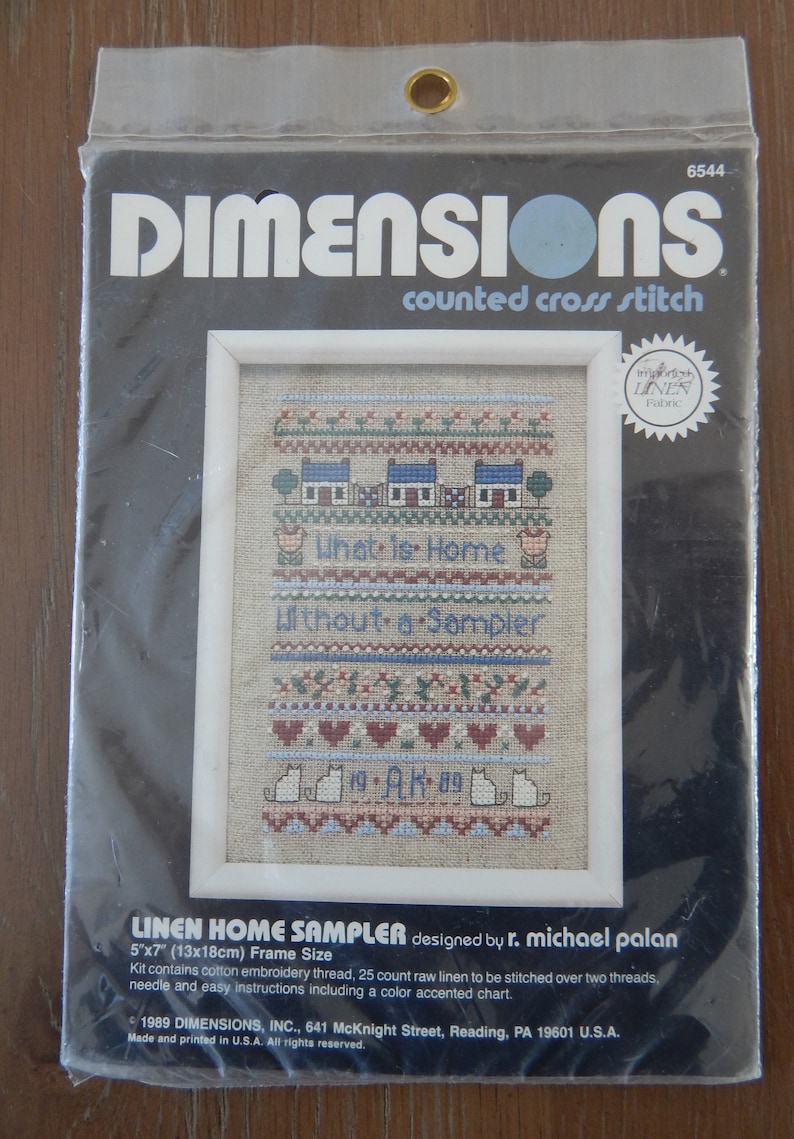 6544
DIMENSIONS®
counted cross stitch
Imported
LINEN
Fabric
What·is·Home
Without·a·Sampler
19·AK·89
LINEN HOME SAMPLER designed by r. michael palan
5"x7" (13x18cm) Frame Size
Kit contains cotton embroidery thread, 25 count raw linen to be stitched over two threads,
needle and easy instructions including a color accented chart.
© 1989 DIMENSIONS, INC., 641 McKnight Street, Reading, PA 19601 U.S.A.
Made and printed in U.S.A. All rights reserved.